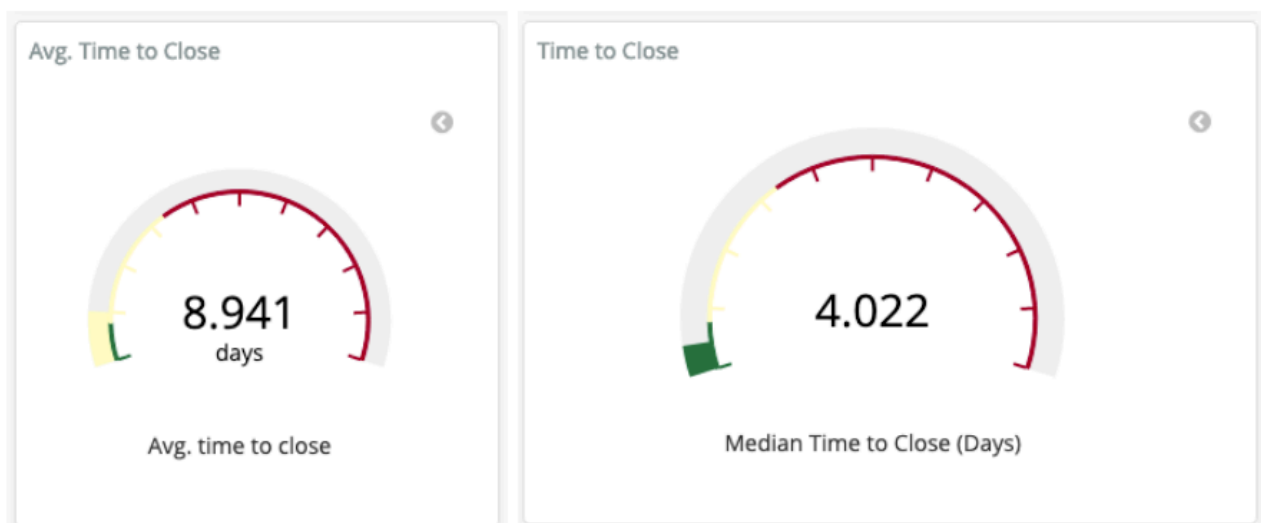 Avg. Time to Close
8.941
days
Avg. time to close
Time to Close
4.022
Median Time to Close (Days)